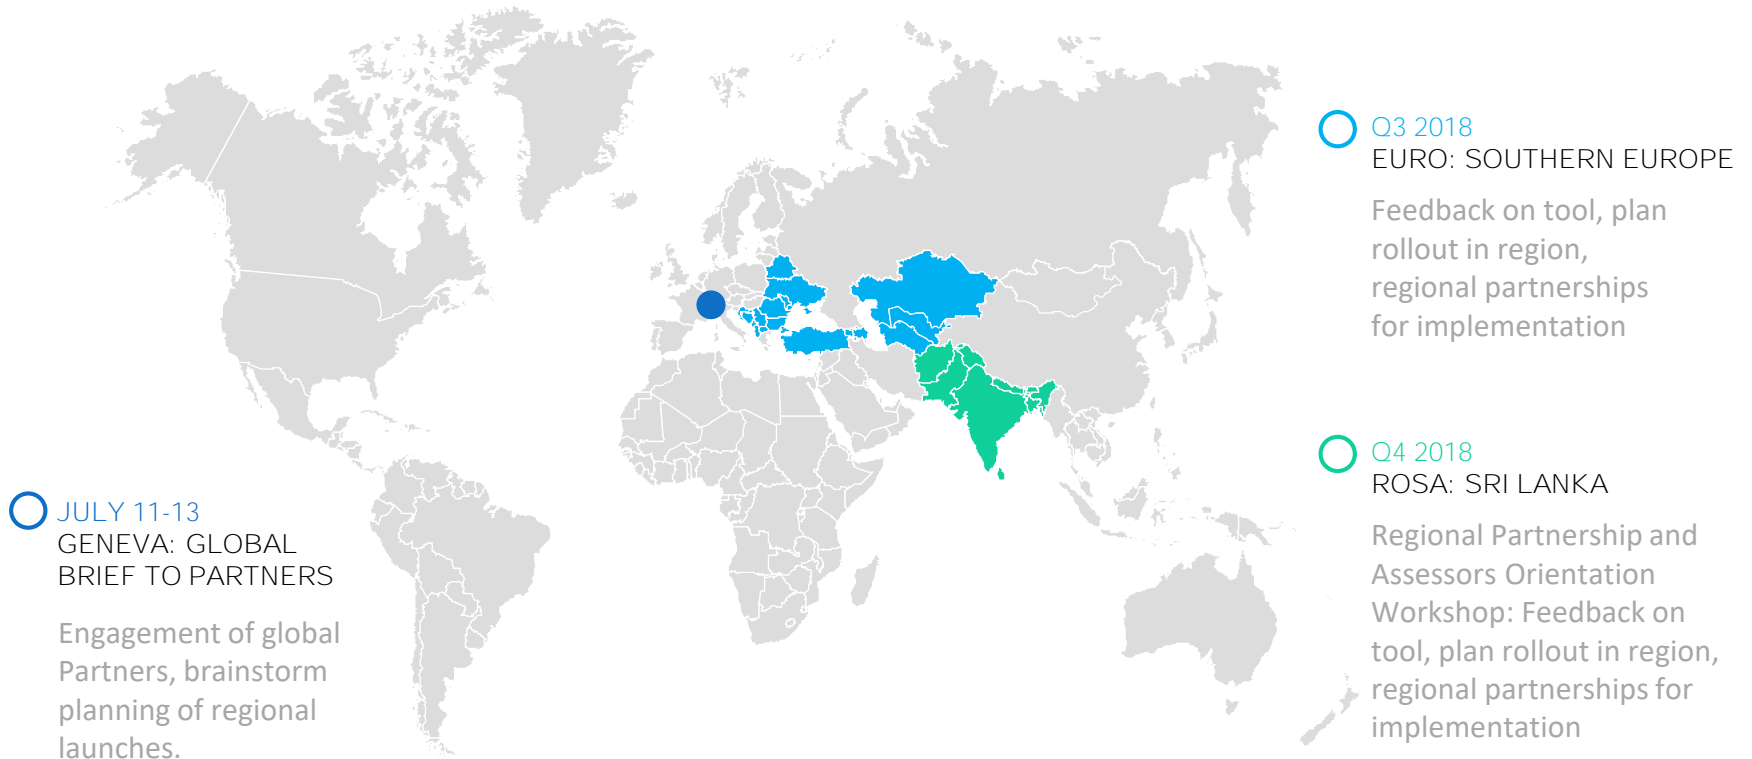 Q3 2018
EURO: SOUTHERN EUROPE
Feedback on tool, plan
rollout in region,
regional partnerships
for implementation
Q4 2018
ROSA: SRI LANKA
Regional Partnership and
Assessors Orientation
Workshop: Feedback on
tool, plan rollout in region,
regional partnerships for
implementation
JULY 11-13
GENEVA: GLOBAL
BRIEF TO PARTNERS
Engagement of global
Partners, brainstorm
planning of regional
launches.